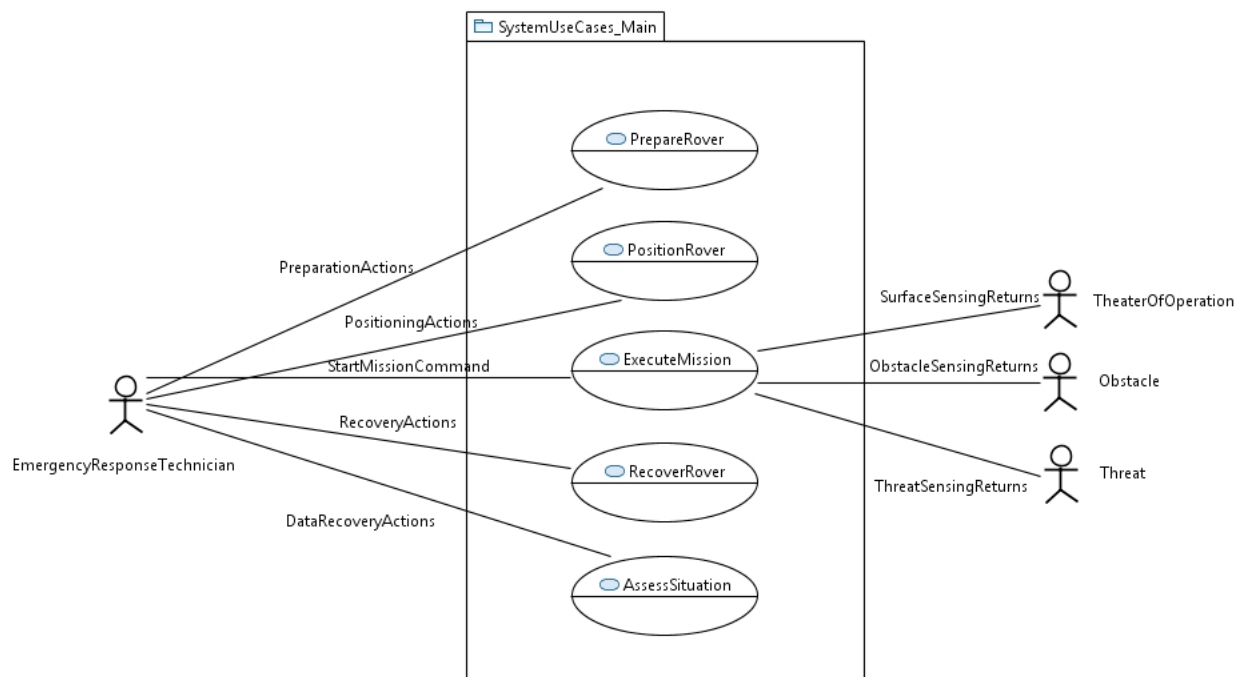 SystemUseCases_Main
PrepareRover
PositionRover
PreparationActions
SurfaceSensingReturns
TheaterOfOperation
PositioningActions
ExecuteMission
StartMissionCommand
ObstacleSensingReturns
Obstacle
RecoveryActions
EmergencyResponseTechnician
RecoverRover
Threat
ThreatSensingReturns
DataRecoveryActions
AssessSituation